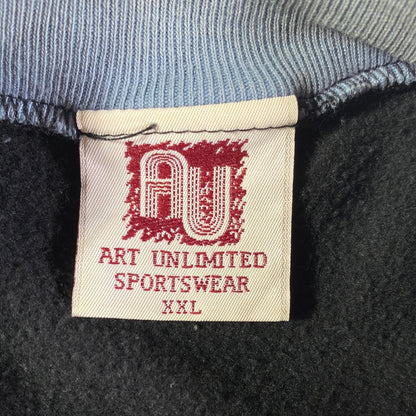 AU
ART UNLIMITED
SPORTSWEAR
XXL